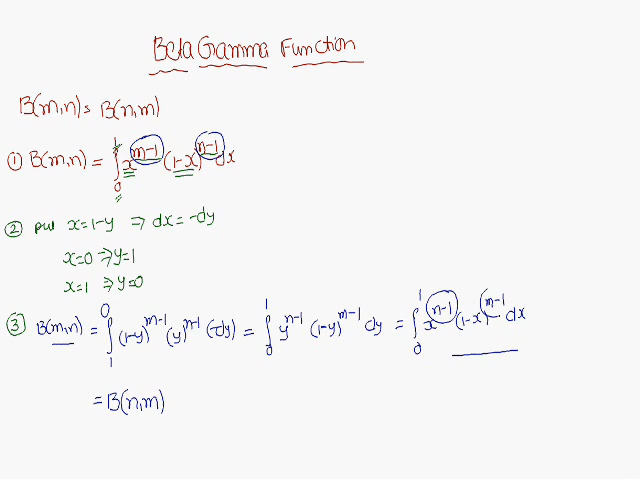 Beta Gamma Function
B(m,n) = B(n,m)
① B(m,n) = ∫₀¹ x^(m-1) (1-x)^(n-1) dx
② put x=1-y ⇒ dx=-dy
x=0 ⇒ y=1
x=1 ⇒ y=0
③ B(m,n) = ∫₁⁰ (1-y)^(m-1) (y)^(n-1) (-dy) = ∫₀¹ y^(n-1) (1-y)^(m-1) dy = ∫₀¹ x^(n-1) (1-x)^(m-1) dx
= B(n,m)